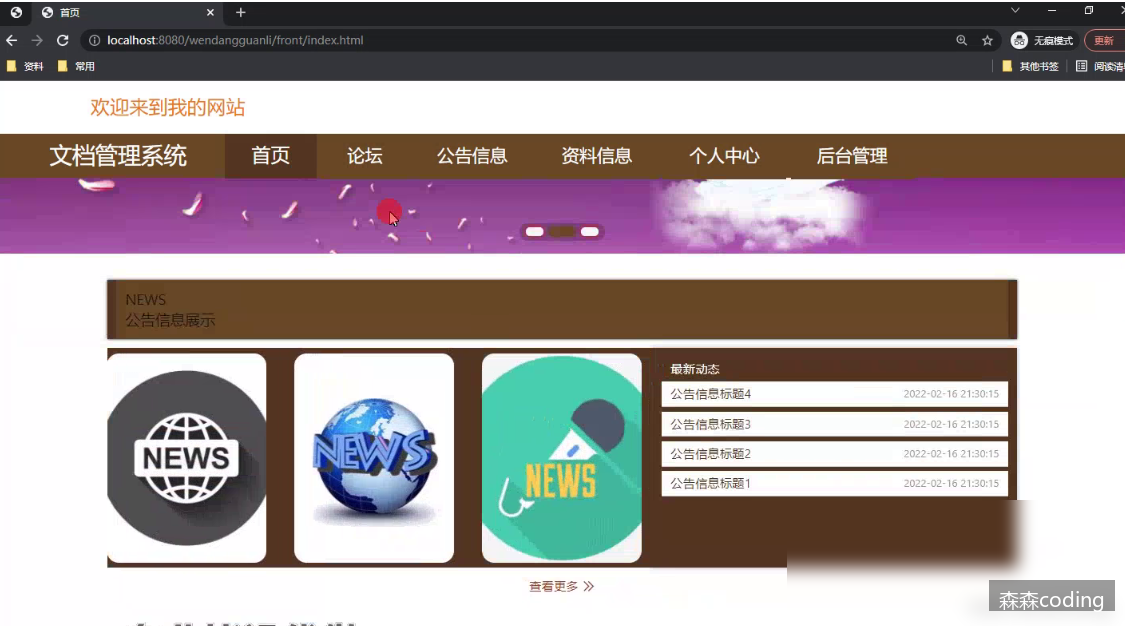 首页
localhost:8080/wendangguanli/front/index.html
无痕模式
更新
资料
常用
其他书签
阅读清
欢迎来到我的网站
文档管理系统
首页
论坛
公告信息
资料信息
个人中心
后台管理
NEWS
公告信息展示
NEWS
NEWS
NEWS
最新动态
公告信息标题4 2022-02-16 21:30:15
公告信息标题3 2022-02-16 21:30:15
公告信息标题2 2022-02-16 21:30:15
公告信息标题1 2022-02-16 21:30:15
查看更多
森森coding